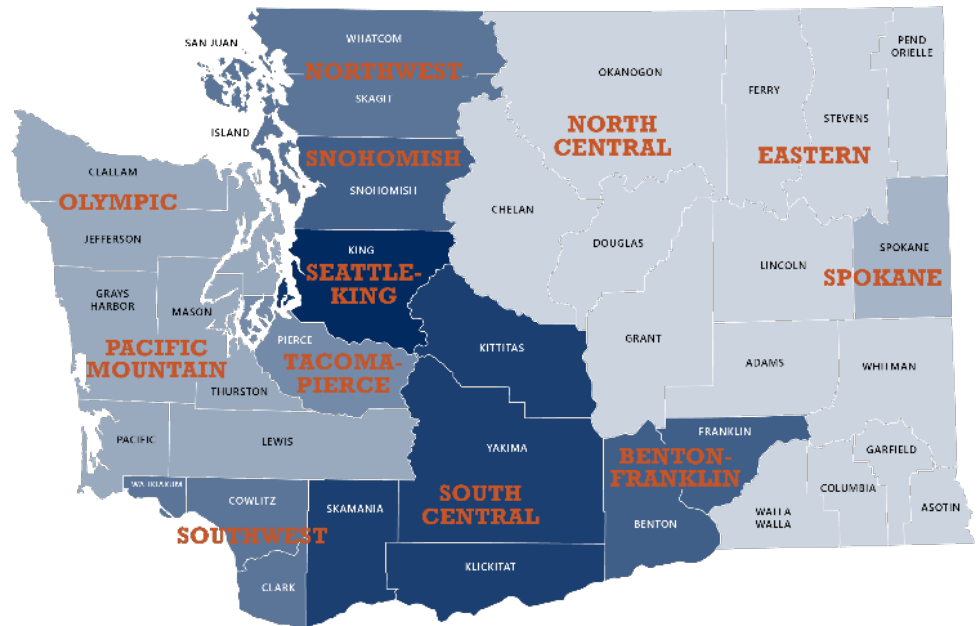 SAN JUAN
WHATCOM
NORTHWEST
SKAGIT
ISLAND
SNOHOMISH
SNOHOMISH
OKANOGON
NORTH
CENTRAL
FERRY
PEND
ORIELLE
STEVENS
EASTERN
CLALLAM
OLYMPIC
JEFFERSON
CHELAN
DOUGLAS
KING
SEATTLE-
KING
LINCOLN
SPOKANE
SPOKANE
GRAYS
HARBOR
MASON
PACIFIC
MOUNTAIN
THURSTON
PIERCE
TACOMA-
PIERCE
KITTITAS
GRANT
ADAMS
WHITMAN
PACIFIC
LEWIS
YAKIMA
FRANKLIN
BENTON-
FRANKLIN
BENTON
GARFIELD
COLUMBIA
WALLA
WALLA
ASOTIN
WAHKIAKUM
COWLITZ
SOUTHWEST
CLARK
SKAMANIA
SOUTH
CENTRAL
KLICKITAT